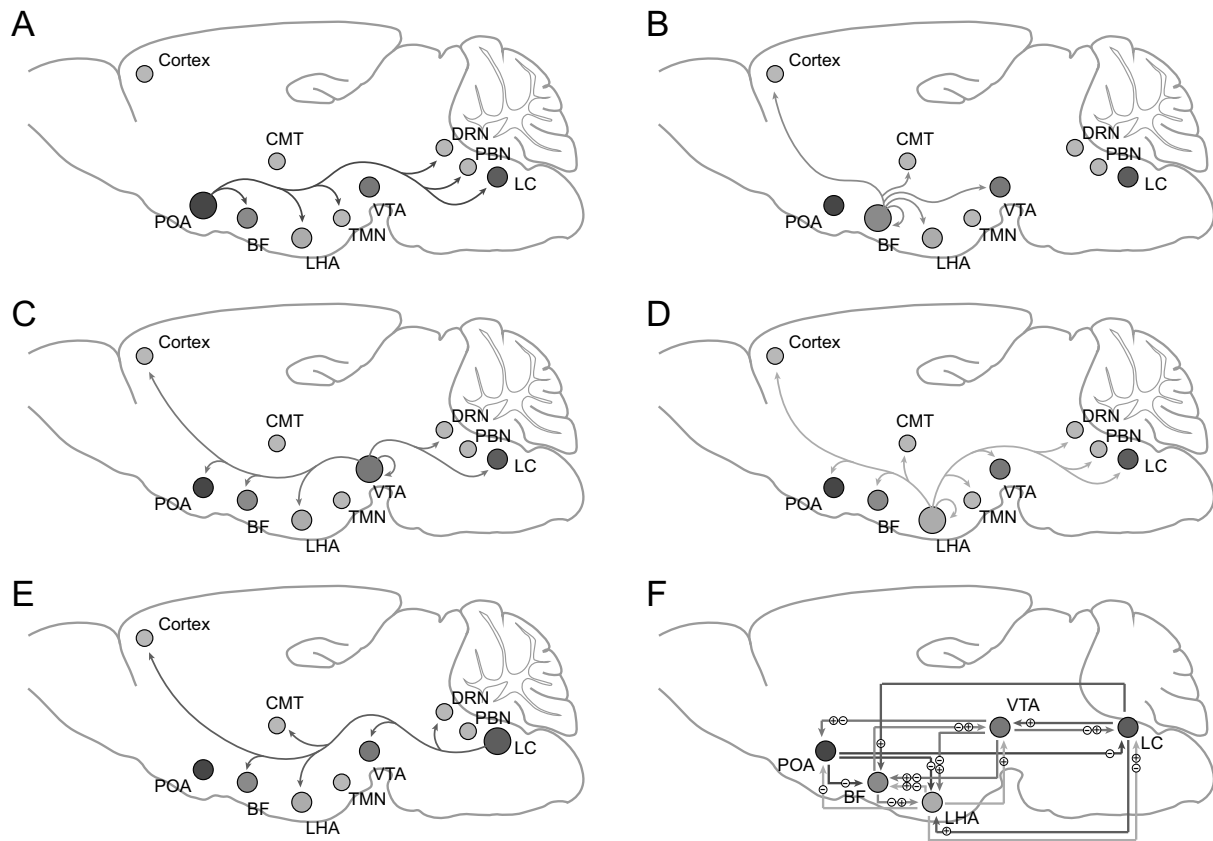 A
Cortex
CMT
DRN
PBN
LC
POA
BF
LHA
TMN
VTA
B
Cortex
CMT
DRN
PBN
LC
POA
BF
LHA
TMN
VTA
C
Cortex
CMT
DRN
PBN
LC
POA
BF
LHA
TMN
VTA
D
Cortex
CMT
DRN
PBN
LC
POA
BF
LHA
TMN
VTA
E
Cortex
CMT
DRN
PBN
LC
POA
BF
LHA
TMN
VTA
F
VTA
LC
POA
BF
LHA